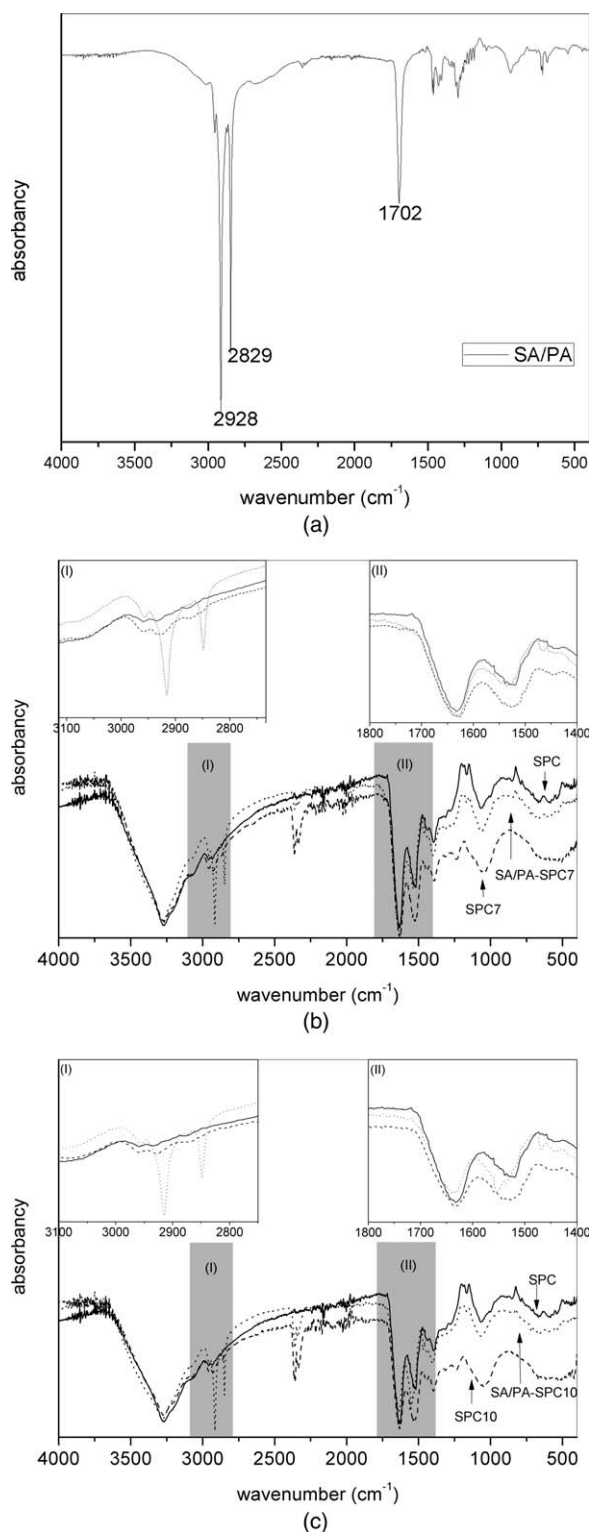 absorbancy
1702
2829
2928
SA/PA
4000 3500 3000 2500 2000 1500 1000 500
wavenumber (cm-1)
(a)
(I)
(II)
3100 3000 2900 2800
1800 1700 1600 1500 1400
absorbancy
(I)
(II)
SPC
SA/PA-SPC7
SPC7
4000 3500 3000 2500 2000 1500 1000 500
wavenumber (cm-1)
(b)
(I)
(II)
3100 3000 2900 2800
1800 1700 1600 1500 1400
absorbancy
(I)
(II)
SPC
SA/PA-SPC10
SPC10
4000 3500 3000 2500 2000 1500 1000 500
wavenumber (cm-1)
(c)